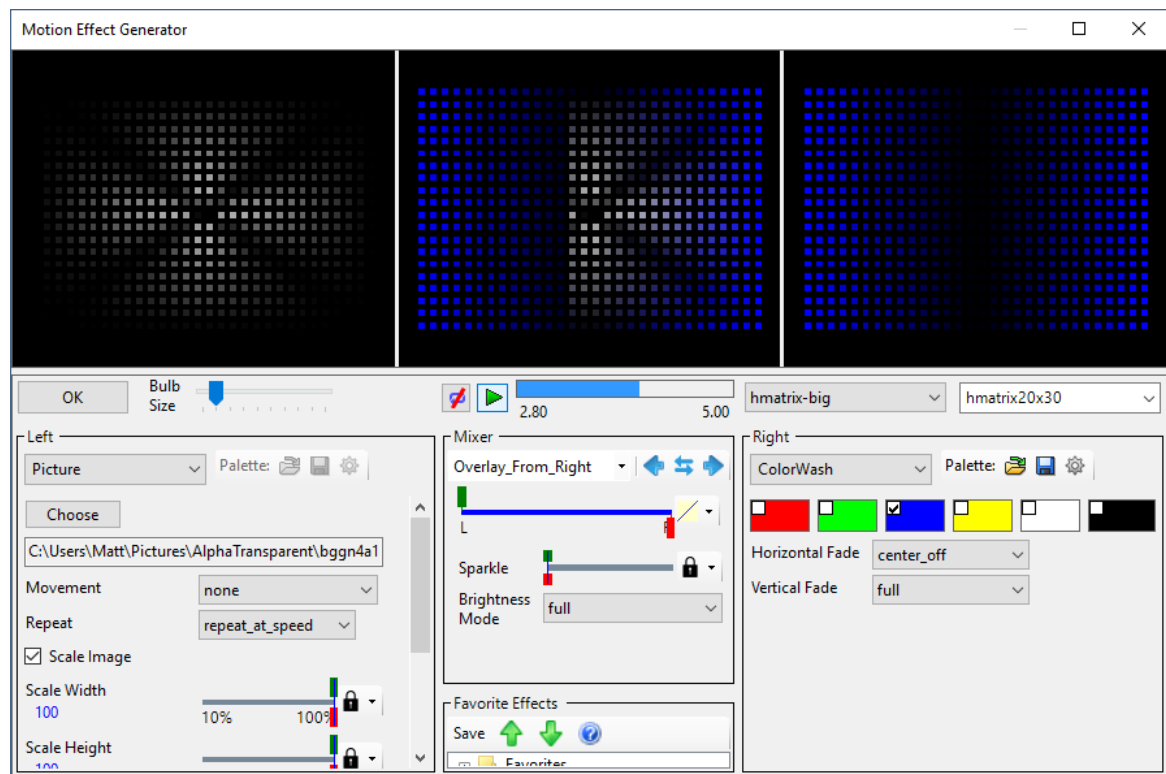 Motion Effect Generator
OK
Bulb
Size
2.80
5.00
hmatrix-big
hmatrix20x30
Left
Picture
Palette:
Choose
C:\Users\Matt\Pictures\AlphaTransparent\bggn4a1
Movement
none
Repeat
repeat_at_speed
Scale Image
Scale Width
100
10%
100%
Scale Height
100
Mixer
Overlay_From_Right
L
Sparkle
Brightness
Mode
full
Favorite Effects
Save
Favorites
Right
ColorWash
Palette:
Horizontal Fade
center_off
Vertical Fade
full